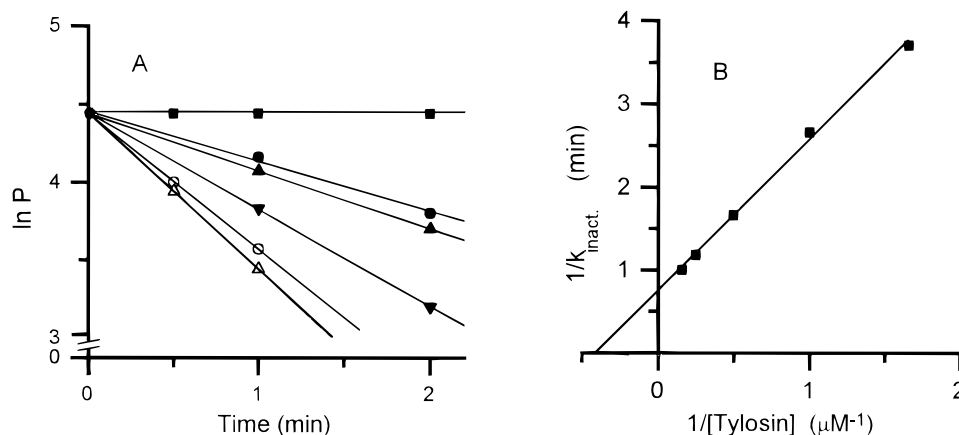 A
5
4
3
0
ln P
0
1
2
Time (min)
B
4
3
2
1
1/k inact. (min)
0
1
2
1/[Tylosin] (μM⁻¹)